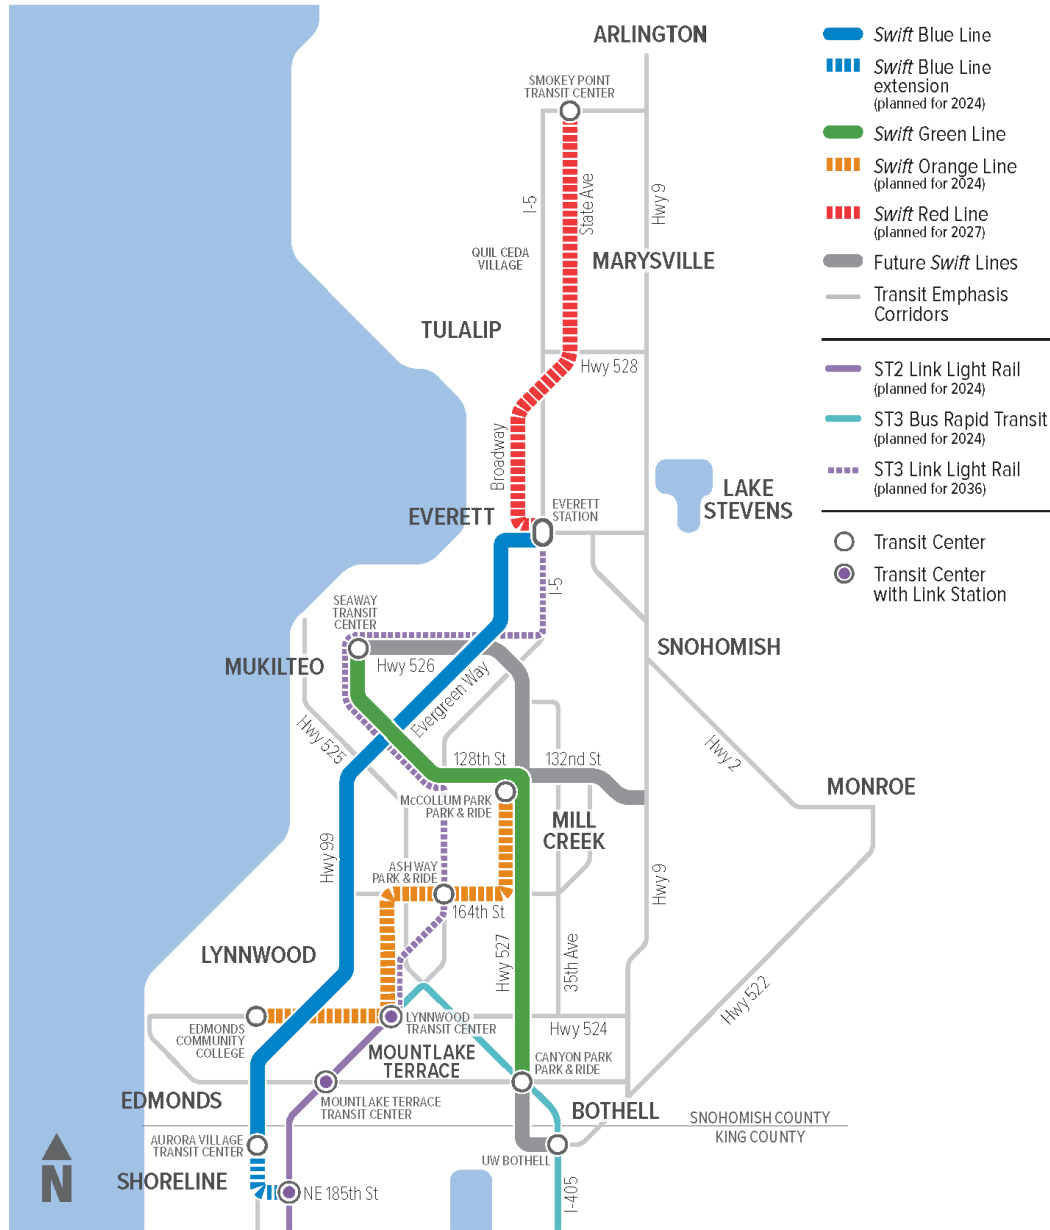 ARLINGTON
SMOKEY POINT
TRANSIT CENTER
I-5
State Ave
Hwy 9
QUIL CEDA
VILLAGE
MARYSVILLE
TULALIP
Hwy 528
Broadway
EVERETT
EVERETT
STATION
LAKE
STEVENS
I-5
SEAWAY
TRANSIT
CENTER
MUKILTEO
Hwy 526
Evergreen Way
SNOHOMISH
Hwy 525
Hwy 2
128th St
132nd St
MONROE
McCOLLUM PARK
PARK & RIDE
MILL
CREEK
Hwy 99
ASH WAY
PARK & RIDE
164th St
Hwy 9
LYNNWOOD
Hwy 527
35th Ave
Hwy 522
EDMONDS
COMMUNITY
COLLEGE
LYNNWOOD
TRANSIT CENTER
Hwy 524
MOUNTLAKE
TERRACE
CANYON PARK
PARK & RIDE
EDMONDS
MOUNTLAKE TERRACE
TRANSIT CENTER
BOTHELL
SNOHOMISH COUNTY
KING COUNTY
AURORA VILLAGE
TRANSIT CENTER
UW BOTHELL
SHORELINE
NE 185th St
I-405
N
Swift Blue Line
Swift Blue Line
extension
(planned for 2024)
Swift Green Line
Swift Orange Line
(planned for 2024)
Swift Red Line
(planned for 2027)
Future Swift Lines
Transit Emphasis
Corridors
ST2 Link Light Rail
(planned for 2024)
ST3 Bus Rapid Transit
(planned for 2024)
ST3 Link Light Rail
(planned for 2036)
Transit Center
Transit Center
with Link Station